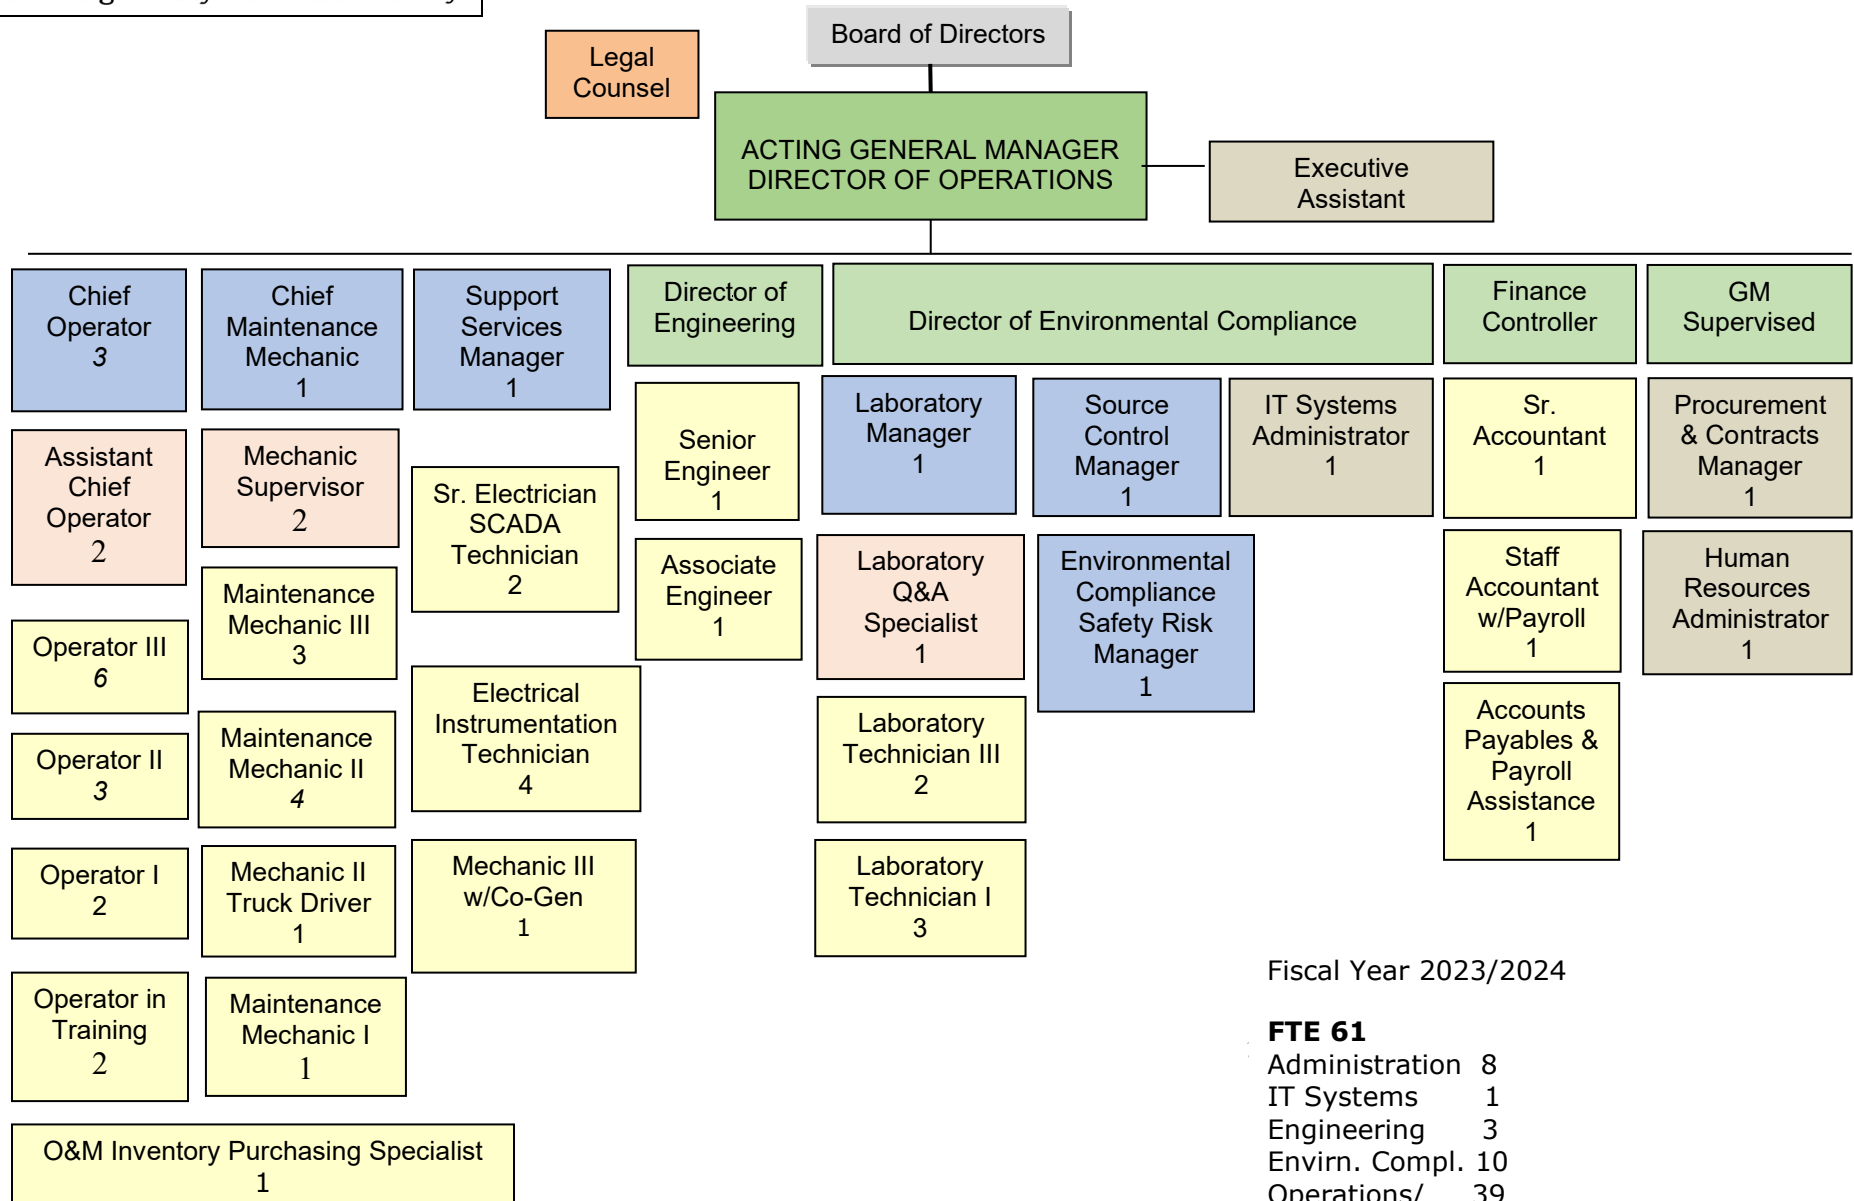 Board of Directors
Legal
Counsel
ACTING GENERAL MANAGER
DIRECTOR OF OPERATIONS
Executive
Assistant
Chief
Operator
3
Chief
Maintenance
Mechanic
1
Support
Services
Manager
1
Director of
Engineering
Director of Environmental Compliance
Finance
Controller
GM
Supervised
Assistant
Chief
Operator
2
Operator III
6
Operator II
3
Operator I
2
Operator in
Training
2
Mechanic
Supervisor
2
Maintenance
Mechanic III
3
Maintenance
Mechanic II
4
Mechanic II
Truck Driver
1
Maintenance
Mechanic I
1
O&M Inventory Purchasing Specialist
1
Sr. Electrician
SCADA
Technician
2
Electrical
Instrumentation
Technician
4
Mechanic III
w/Co-Gen
1
Senior
Engineer
1
Associate
Engineer
1
Laboratory
Manager
1
Laboratory
Q&A
Specialist
1
Laboratory
Technician III
2
Laboratory
Technician I
3
Source
Control
Manager
1
Environmental
Compliance
Safety Risk
Manager
1
IT Systems
Administrator
1
Sr.
Accountant
1
Staff
Accountant
w/Payroll
1
Accounts
Payables &
Payroll
Assistance
1
Procurement
& Contracts
Manager
1
Human
Resources
Administrator
1
Fiscal Year 2023/2024
FTE 61
Administration 8
IT Systems 1
Engineering 3
Envirn. Compl. 10
Operations/ 39